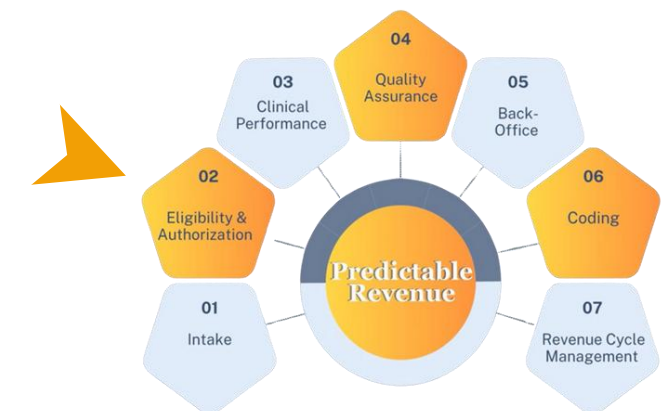 01
Intake
02
Eligibility &
Authorization
03
Clinical
Performance
04
Quality
Assurance
05
Back-
Office
06
Coding
07
Revenue Cycle
Management
Predictable
Revenue